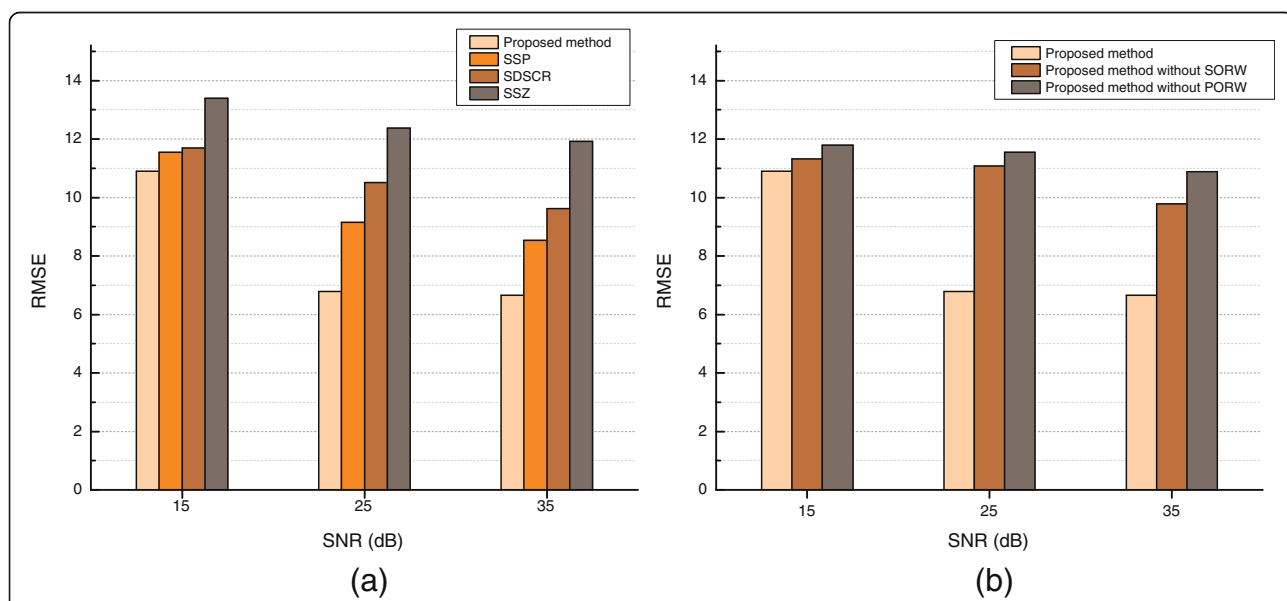 Proposed method
SSP
SDSCR
SSZ
14
12
10
8
6
4
2
0
RMSE
15
25
35
SNR (dB)
(a)
Proposed method
Proposed method without SORW
Proposed method without PORW
14
12
10
8
6
4
2
0
RMSE
15
25
35
SNR (dB)
(b)